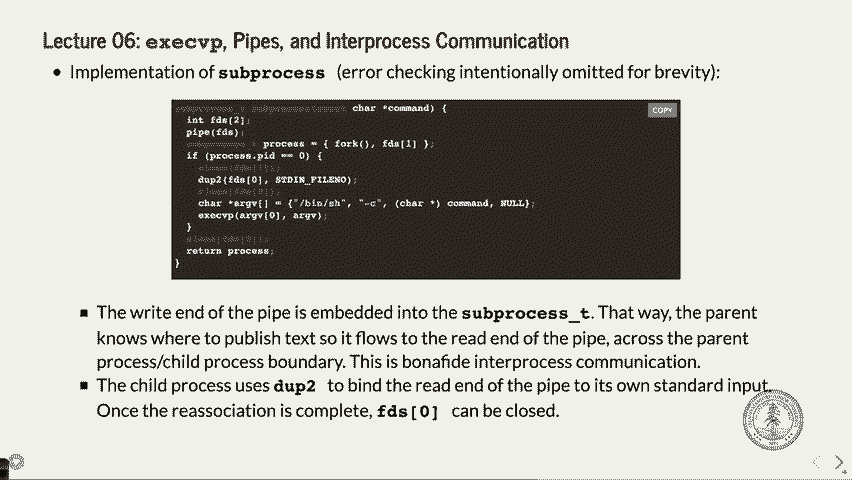 Lecture 06: execvp, Pipes, and Interprocess Communication
• Implementation of subprocess (error checking intentionally omitted for brevity):
char *command) {
COPY
int fds[2];
pipe(fds);
process = { fork(), fds[1] };
if (process.pid == 0) {
dup2(fds[0], STDIN_FILENO);
char *argv[] = {"/bin/sh", "-c", (char *) command, NULL};
execvp(argv[0], argv);
}
return process;
}
▪ The write end of the pipe is embedded into the subprocess_t. That way, the parent
knows where to publish text so it flows to the read end of the pipe, across the parent
process/child process boundary. This is bonafide interprocess communication.
▪ The child process uses dup2 to bind the read end of the pipe to its own standard input.
Once the reassociation is complete, fds[0] can be closed.